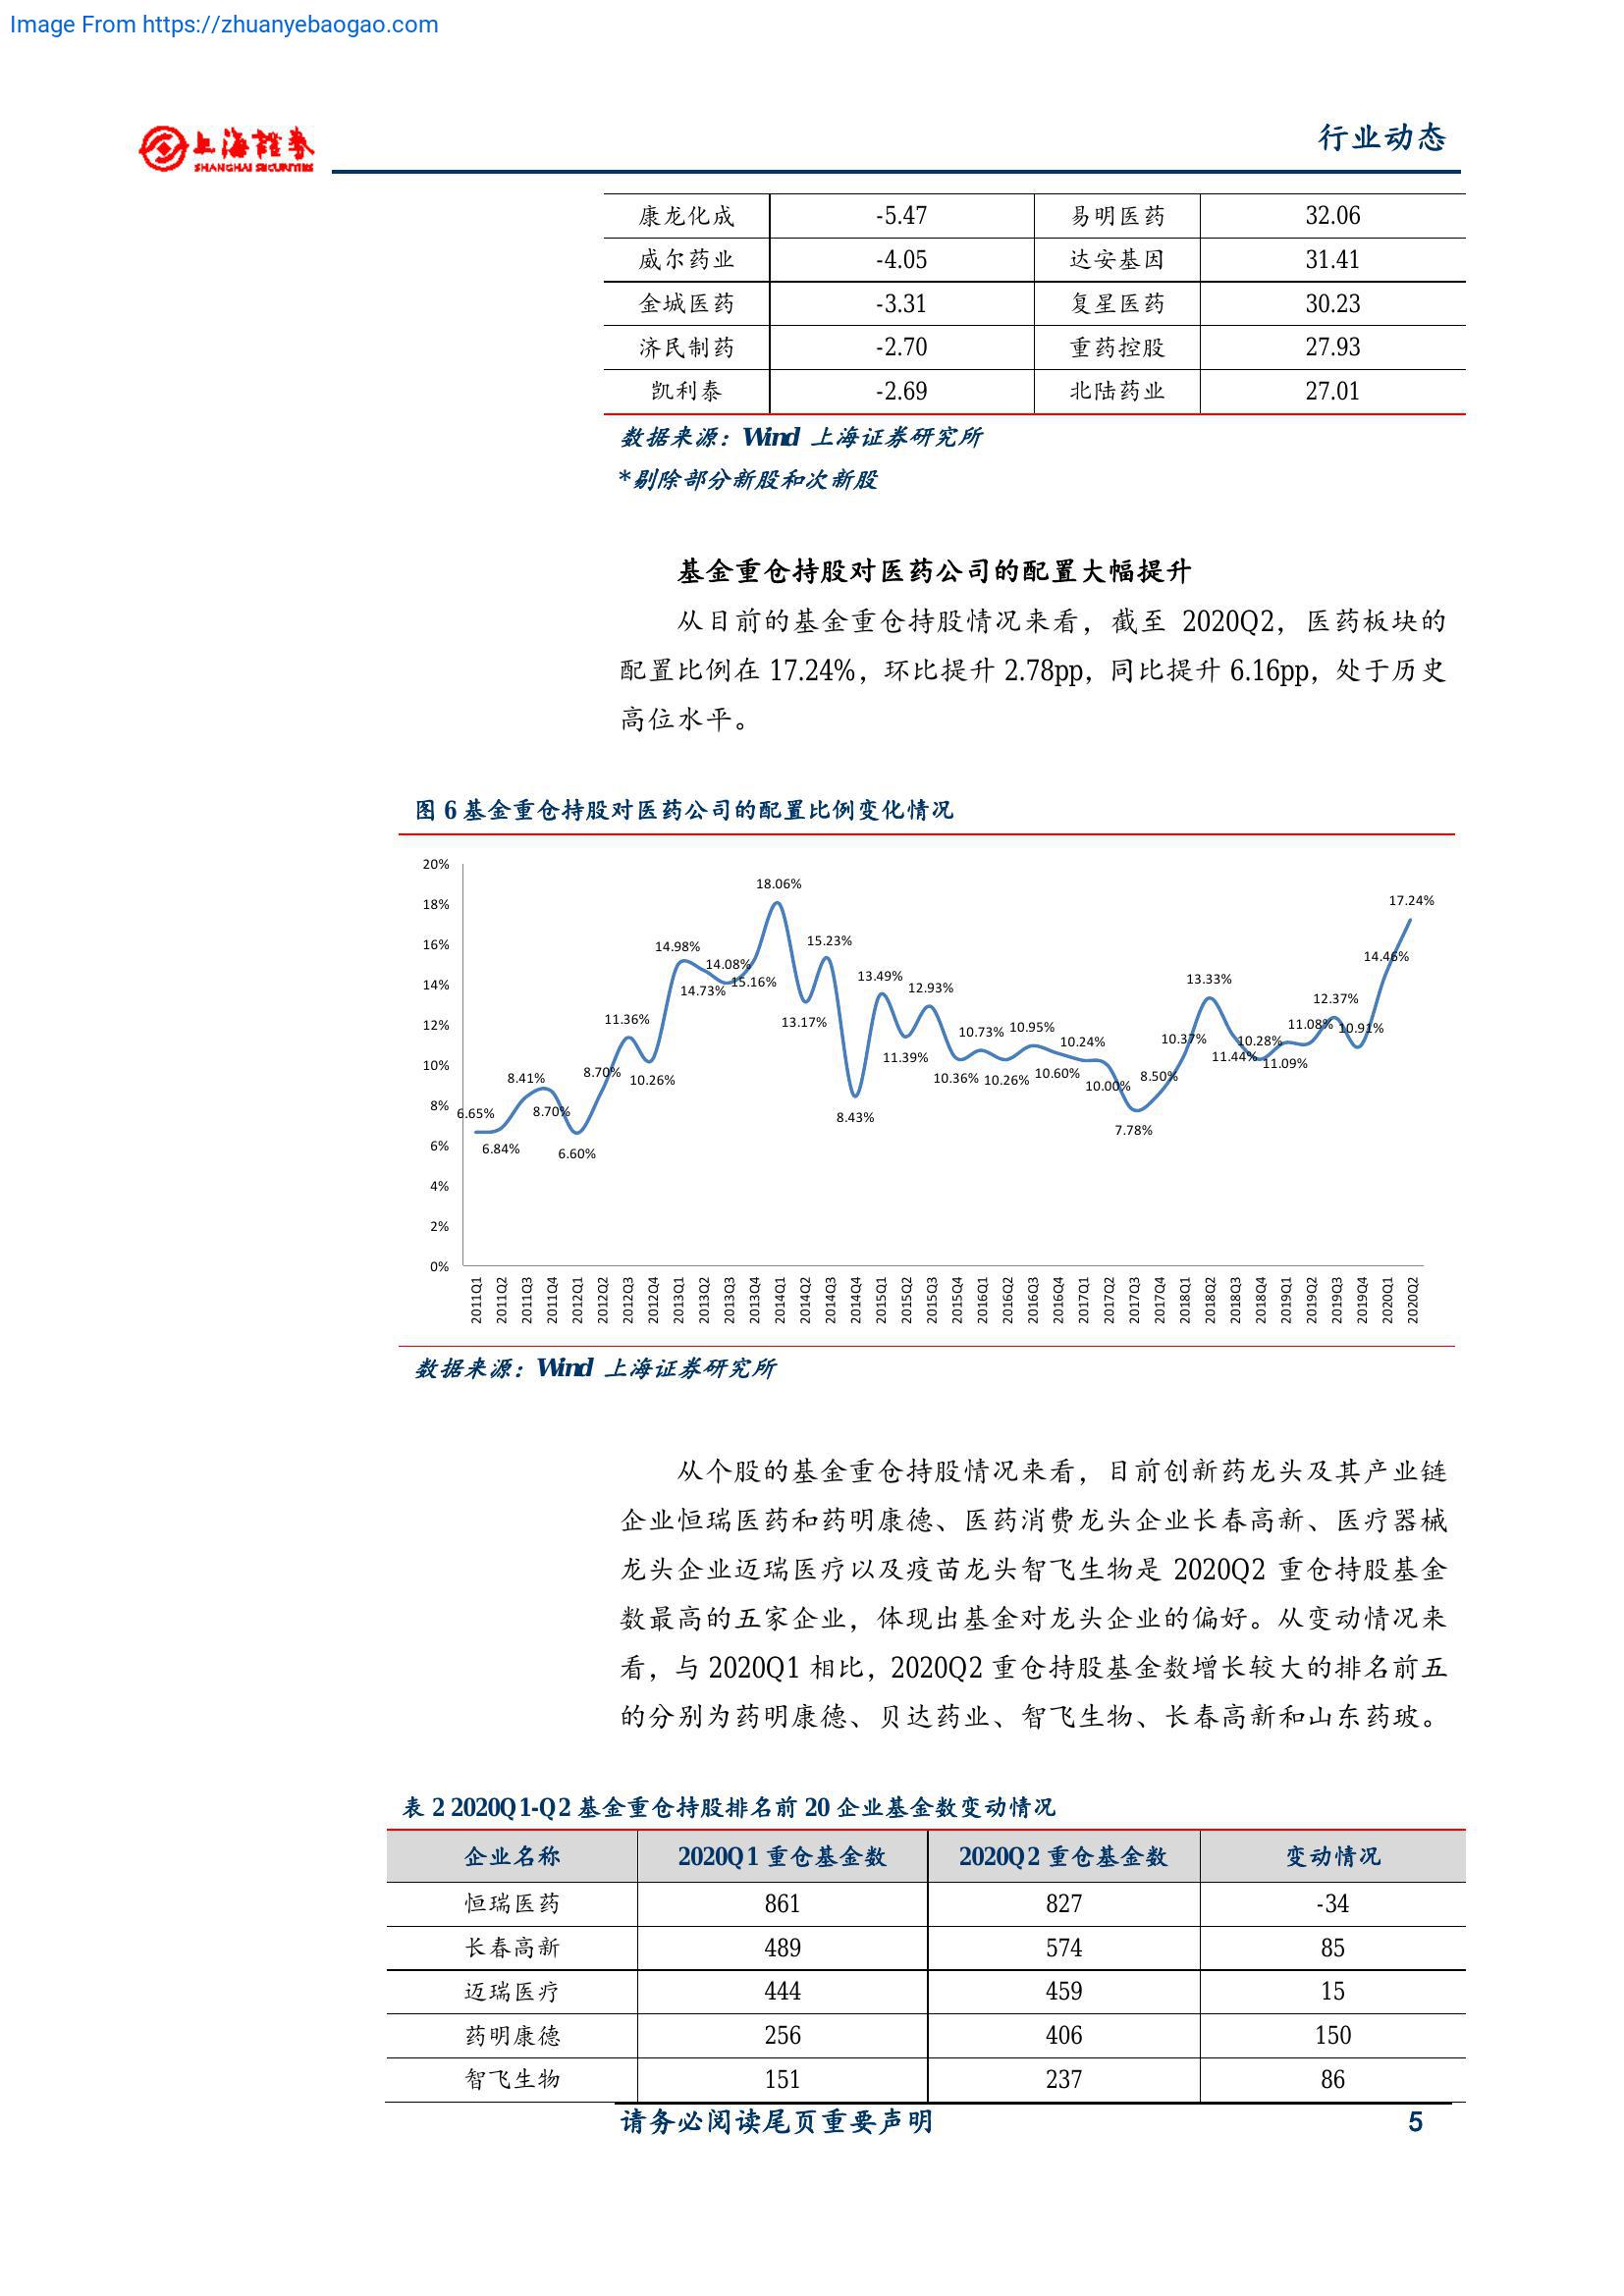 Image From https://zhuanyebaogao.com
上海證券
SHANGHAI SECURITIES
行业动态
康龙化成 -5.47 易明医药 32.06
威尔药业 -4.05 达安基因 31.41
金城医药 -3.31 复星医药 30.23
济民制药 -2.70 重药控股 27.93
凯利泰 -2.69 北陆药业 27.01
数据来源：Wind 上海证券研究所
*剔除部分新股和次新股
基金重仓持股对医药公司的配置大幅提升
从目前的基金重仓持股情况来看，截至 2020Q2，医药板块的
配置比例在 17.24%，环比提升 2.78pp，同比提升 6.16pp，处于历史
高位水平。
图 6 基金重仓持股对医药公司的配置比例变化情况
20%
18%
16%
14%
12%
10%
8%
6%
4%
2%
0%
6.65%
6.84%
8.41%
8.70%
6.60%
8.70%
11.36%
10.26%
14.98%
14.73%
14.08%
15.16%
18.06%
13.17%
15.23%
8.43%
13.49%
11.39%
12.93%
10.36%
10.73%
10.26%
10.95%
10.60%
10.24%
10.00%
7.78%
8.50%
10.37%
13.33%
11.44%
10.28%
11.09%
11.08%
12.37%
10.91%
14.46%
17.24%
2011Q1
2011Q2
2011Q3
2011Q4
2012Q1
2012Q2
2012Q3
2012Q4
2013Q1
2013Q2
2013Q3
2013Q4
2014Q1
2014Q2
2014Q3
2014Q4
2015Q1
2015Q2
2015Q3
2015Q4
2016Q1
2016Q2
2016Q3
2016Q4
2017Q1
2017Q2
2017Q3
2017Q4
2018Q1
2018Q2
2018Q3
2018Q4
2019Q1
2019Q2
2019Q3
2019Q4
2020Q1
2020Q2
数据来源：Wind 上海证券研究所
从个股的基金重仓持股情况来看，目前创新药龙头及其产业链
企业恒瑞医药和药明康德、医药消费龙头企业长春高新、医疗器械
龙头企业迈瑞医疗以及疫苗龙头智飞生物是 2020Q2 重仓持股基金
数最高的五家企业，体现出基金对龙头企业的偏好。从变动情况来
看，与 2020Q1 相比，2020Q2 重仓持股基金数增长较大的排名前五
的分别为药明康德、贝达药业、智飞生物、长春高新和山东药玻。
表 2 2020Q1-Q2 基金重仓持股排名前 20 企业基金数变动情况
企业名称 2020Q1 重仓基金数 2020Q2 重仓基金数 变动情况
恒瑞医药 861 827 -34
长春高新 489 574 85
迈瑞医疗 444 459 15
药明康德 256 406 150
智飞生物 151 237 86
请务必阅读尾页重要声明 5